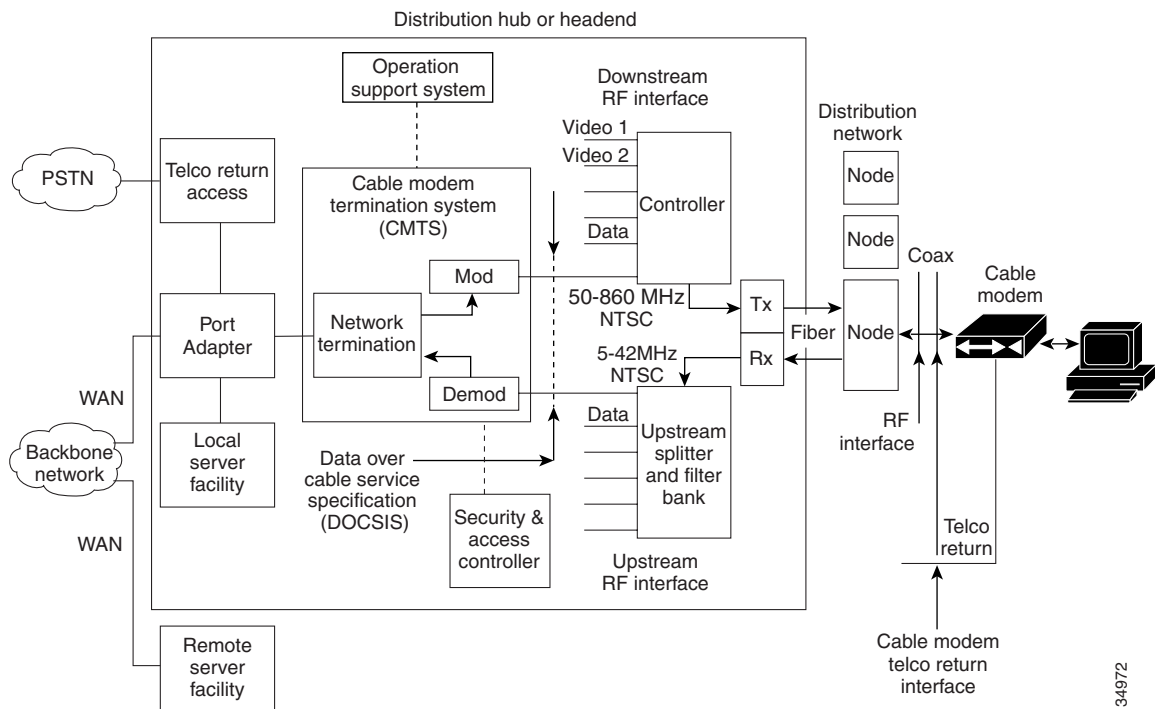 Distribution hub or headend
Operation
support system
Downstream
RF interface
Distribution
network
Video 1
Video 2
Data
Controller
PSTN
Telco return
access
Cable modem
termination system
(CMTS)
Mod
Network
termination
Demod
Port
Adapter
50-860 MHz
NTSC
Tx
Fiber
Rx
5-42MHz
NTSC
Node
Node
Node
Coax
Cable
modem
RF
interface
WAN
Backbone
network
WAN
Local
server
facility
Data over
cable service
specification
(DOCSIS)
Security &
access
controller
Data
Upstream
splitter
and filter
bank
Upstream
RF interface
Telco
return
Remote
server
facility
Cable modem
telco return
interface
34972